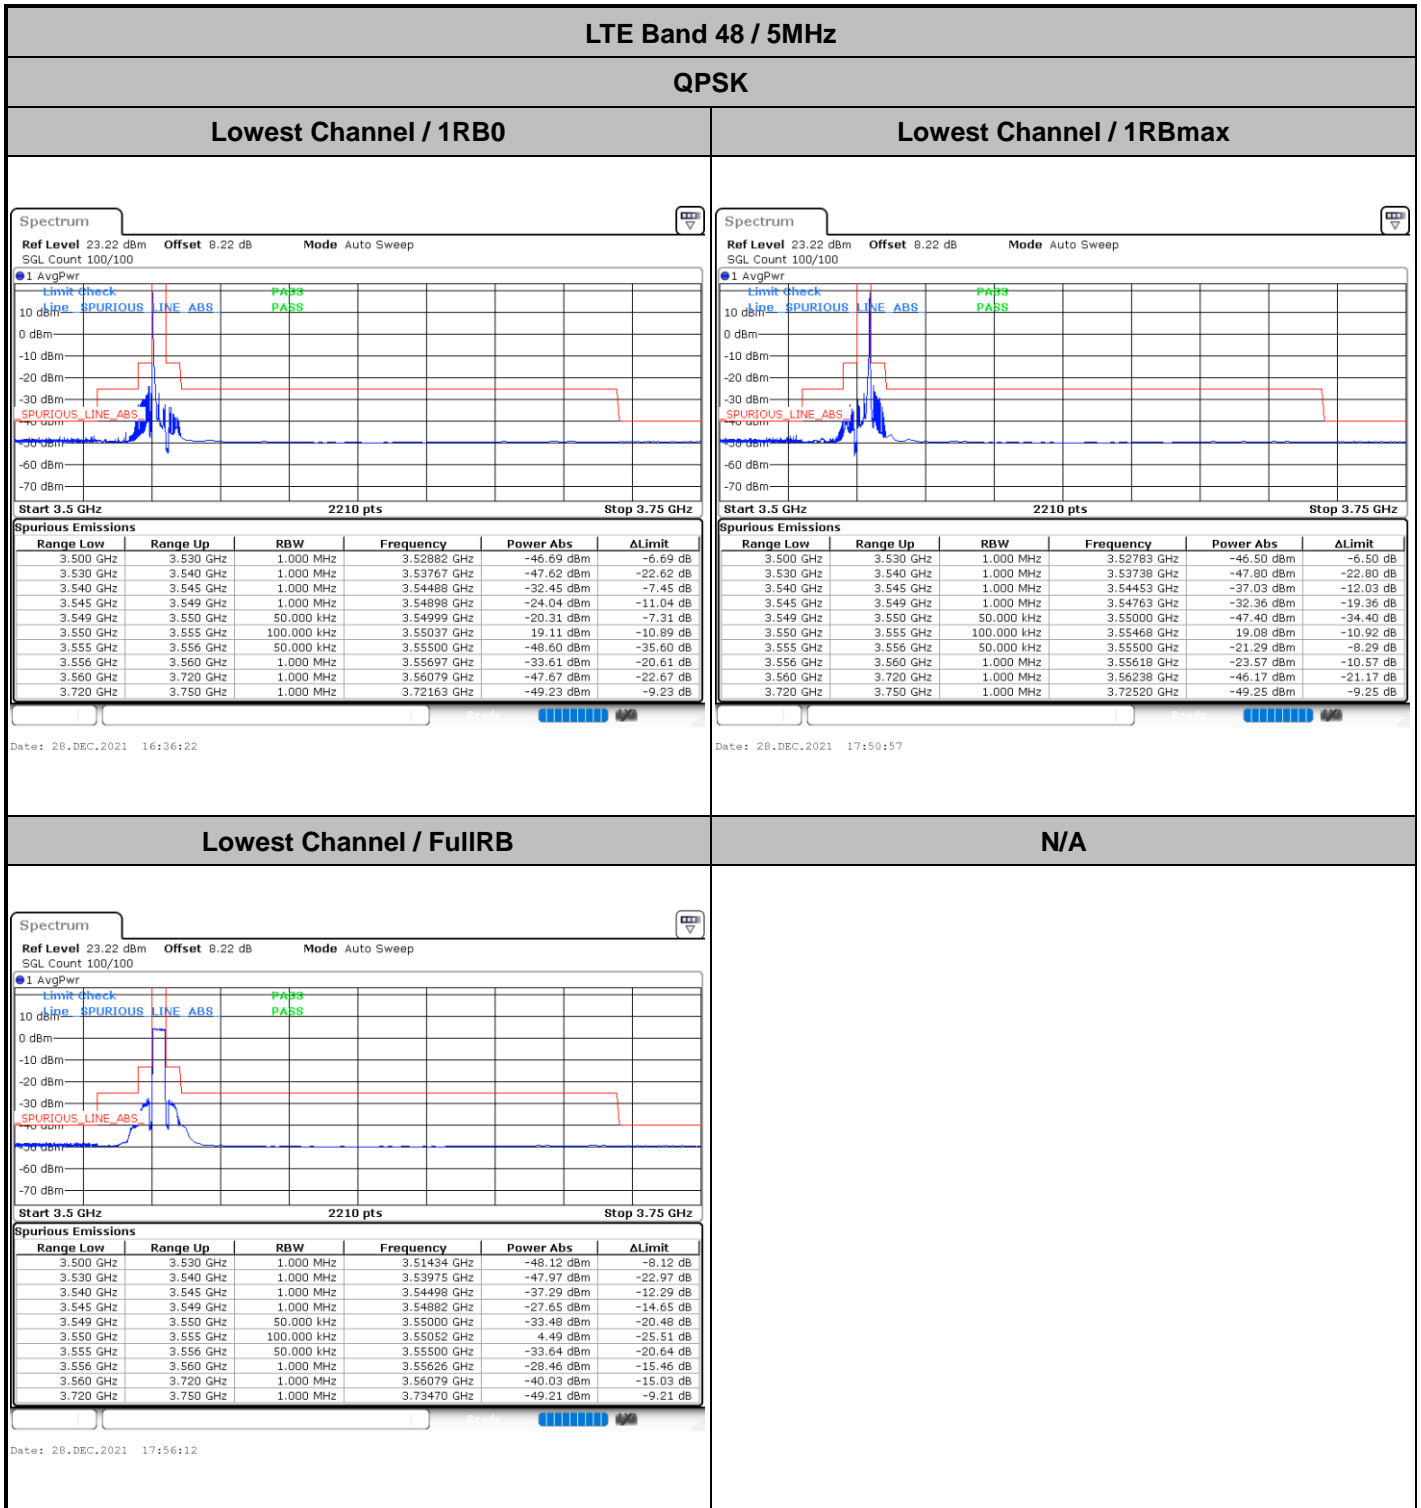 LTE Band 48 / 5MHz
QPSK
Lowest Channel / 1RB0
Lowest Channel / 1RBmax
Spectrum
Ref Level 23.22 dBm Offset 8.22 dB Mode Auto Sweep
SGL Count 100/100
1 AvgPwr
Limit Check PASS
Line _SPURIOUS_LINE_ABS_ PASS
10 dBm
0 dBm
-10 dBm
-20 dBm
-30 dBm
_SPURIOUS_LINE_ABS_
-40 dBm
-50 dBm
-60 dBm
-70 dBm
Start 3.5 GHz 2210 pts Stop 3.75 GHz
Spurious Emissions
Range Low Range Up RBW Frequency Power Abs ΔLimit
3.500 GHz 3.530 GHz 1.000 MHz 3.52882 GHz -46.69 dBm -6.69 dB
3.530 GHz 3.540 GHz 1.000 MHz 3.53767 GHz -47.62 dBm -22.62 dB
3.540 GHz 3.545 GHz 1.000 MHz 3.54488 GHz -32.45 dBm -7.45 dB
3.545 GHz 3.549 GHz 1.000 MHz 3.54898 GHz -24.04 dBm -11.04 dB
3.549 GHz 3.550 GHz 50.000 kHz 3.54999 GHz -20.31 dBm -7.31 dB
3.550 GHz 3.555 GHz 100.000 kHz 3.55037 GHz 19.11 dBm -10.89 dB
3.555 GHz 3.556 GHz 50.000 kHz 3.55500 GHz -48.60 dBm -35.60 dB
3.556 GHz 3.560 GHz 1.000 MHz 3.55697 GHz -33.61 dBm -20.61 dB
3.560 GHz 3.720 GHz 1.000 MHz 3.56079 GHz -47.67 dBm -22.67 dB
3.720 GHz 3.750 GHz 1.000 MHz 3.72163 GHz -49.23 dBm -9.23 dB
Ready
Date: 28.DEC.2021 16:36:22
Spectrum
Ref Level 23.22 dBm Offset 8.22 dB Mode Auto Sweep
SGL Count 100/100
1 AvgPwr
Limit Check PASS
Line _SPURIOUS_LINE_ABS_ PASS
10 dBm
0 dBm
-10 dBm
-20 dBm
-30 dBm
_SPURIOUS_LINE_ABS_
-40 dBm
-50 dBm
-60 dBm
-70 dBm
Start 3.5 GHz 2210 pts Stop 3.75 GHz
Spurious Emissions
Range Low Range Up RBW Frequency Power Abs ΔLimit
3.500 GHz 3.530 GHz 1.000 MHz 3.52783 GHz -46.50 dBm -6.50 dB
3.530 GHz 3.540 GHz 1.000 MHz 3.53738 GHz -47.80 dBm -22.80 dB
3.540 GHz 3.545 GHz 1.000 MHz 3.54453 GHz -37.03 dBm -12.03 dB
3.545 GHz 3.549 GHz 1.000 MHz 3.54763 GHz -32.36 dBm -19.36 dB
3.549 GHz 3.550 GHz 50.000 kHz 3.55000 GHz -47.40 dBm -34.40 dB
3.550 GHz 3.555 GHz 100.000 kHz 3.55468 GHz 19.08 dBm -10.92 dB
3.555 GHz 3.556 GHz 50.000 kHz 3.55500 GHz -21.29 dBm -8.29 dB
3.556 GHz 3.560 GHz 1.000 MHz 3.55618 GHz -23.57 dBm -10.57 dB
3.560 GHz 3.720 GHz 1.000 MHz 3.56238 GHz -46.17 dBm -21.17 dB
3.720 GHz 3.750 GHz 1.000 MHz 3.72520 GHz -49.25 dBm -9.25 dB
Ready
Date: 28.DEC.2021 17:50:57
Lowest Channel / FullRB
N/A
Spectrum
Ref Level 23.22 dBm Offset 8.22 dB Mode Auto Sweep
SGL Count 100/100
1 AvgPwr
Limit Check PASS
Line _SPURIOUS_LINE_ABS_ PASS
10 dBm
0 dBm
-10 dBm
-20 dBm
-30 dBm
_SPURIOUS_LINE_ABS_
-40 dBm
-50 dBm
-60 dBm
-70 dBm
Start 3.5 GHz 2210 pts Stop 3.75 GHz
Spurious Emissions
Range Low Range Up RBW Frequency Power Abs ΔLimit
3.500 GHz 3.530 GHz 1.000 MHz 3.51434 GHz -48.12 dBm -8.12 dB
3.530 GHz 3.540 GHz 1.000 MHz 3.53975 GHz -47.97 dBm -22.97 dB
3.540 GHz 3.545 GHz 1.000 MHz 3.54498 GHz -37.29 dBm -12.29 dB
3.545 GHz 3.549 GHz 1.000 MHz 3.54882 GHz -27.65 dBm -14.65 dB
3.549 GHz 3.550 GHz 50.000 kHz 3.55000 GHz -33.48 dBm -20.48 dB
3.550 GHz 3.555 GHz 100.000 kHz 3.55052 GHz 4.49 dBm -25.51 dB
3.555 GHz 3.556 GHz 50.000 kHz 3.55500 GHz -33.64 dBm -20.64 dB
3.556 GHz 3.560 GHz 1.000 MHz 3.55626 GHz -28.46 dBm -15.46 dB
3.560 GHz 3.720 GHz 1.000 MHz 3.56079 GHz -40.03 dBm -15.03 dB
3.720 GHz 3.750 GHz 1.000 MHz 3.73470 GHz -49.21 dBm -9.21 dB
Ready
Date: 28.DEC.2021 17:56:12